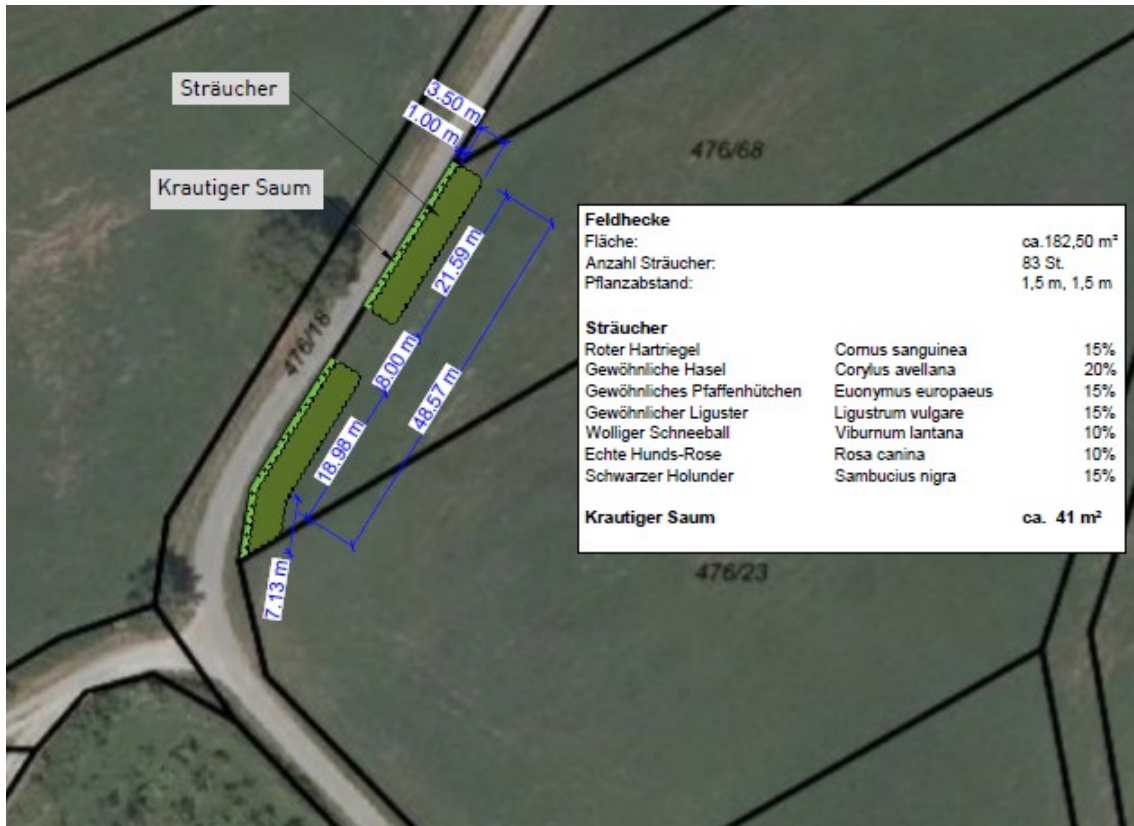 Sträucher
Krautiger Saum
3.50 m
1.00 m
476/68
21.59 m
8.00 m
48.57 m
18.98 m
7.13 m
476/18
476/23
Feldhecke
Fläche: ca.182,50 m²
Anzahl Sträucher: 83 St.
Pflanzabstand: 1,5 m, 1,5 m
Sträucher
Roter Hartriegel Cornus sanguinea 15%
Gewöhnliche Hasel Corylus avellana 20%
Gewöhnliches Pfaffenhütchen Euonymus europaeus 15%
Gewöhnlicher Liguster Ligustrum vulgare 15%
Wolliger Schneeball Viburnum lantana 10%
Echte Hunds-Rose Rosa canina 10%
Schwarzer Holunder Sambucius nigra 15%
Krautiger Saum ca. 41 m²